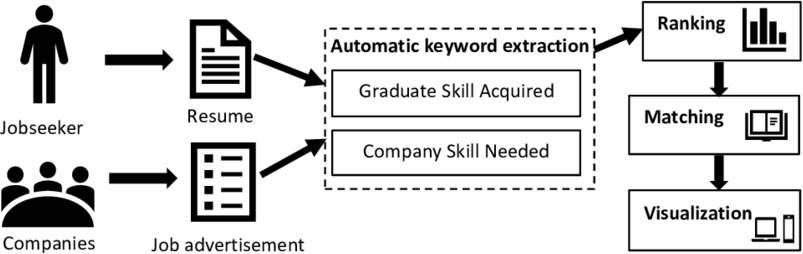 Jobseeker
Resume
Companies
Job advertisement
Automatic keyword extraction
Graduate Skill Acquired
Company Skill Needed
Ranking
Matching
Visualization